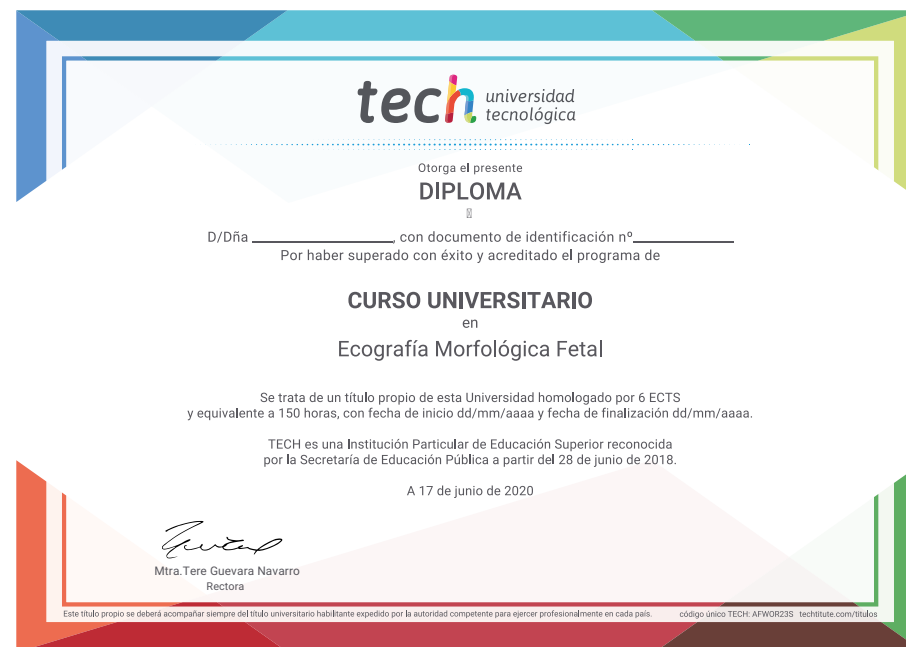 tech universidad
tecnológica
Otorga el presente
DIPLOMA
D/Dña ____________________, con documento de identificación nº______________
Por haber superado con éxito y acreditado el programa de
CURSO UNIVERSITARIO
en
Ecografía Morfológica Fetal
Se trata de un título propio de esta Universidad homologado por 6 ECTS
y equivalente a 150 horas, con fecha de inicio dd/mm/aaaa y fecha de finalización dd/mm/aaaa.
TECH es una Institución Particular de Educación Superior reconocida
por la Secretaría de Educación Pública a partir del 28 de junio de 2018.
A 17 de junio de 2020
Mtra.Tere Guevara Navarro
Rectora
Este título propio se deberá acompañar siempre del título universitario habilitante expedido por la autoridad competente para ejercer profesionalmente en cada país. código único TECH: AFWOR23S techtitute.com/titulos